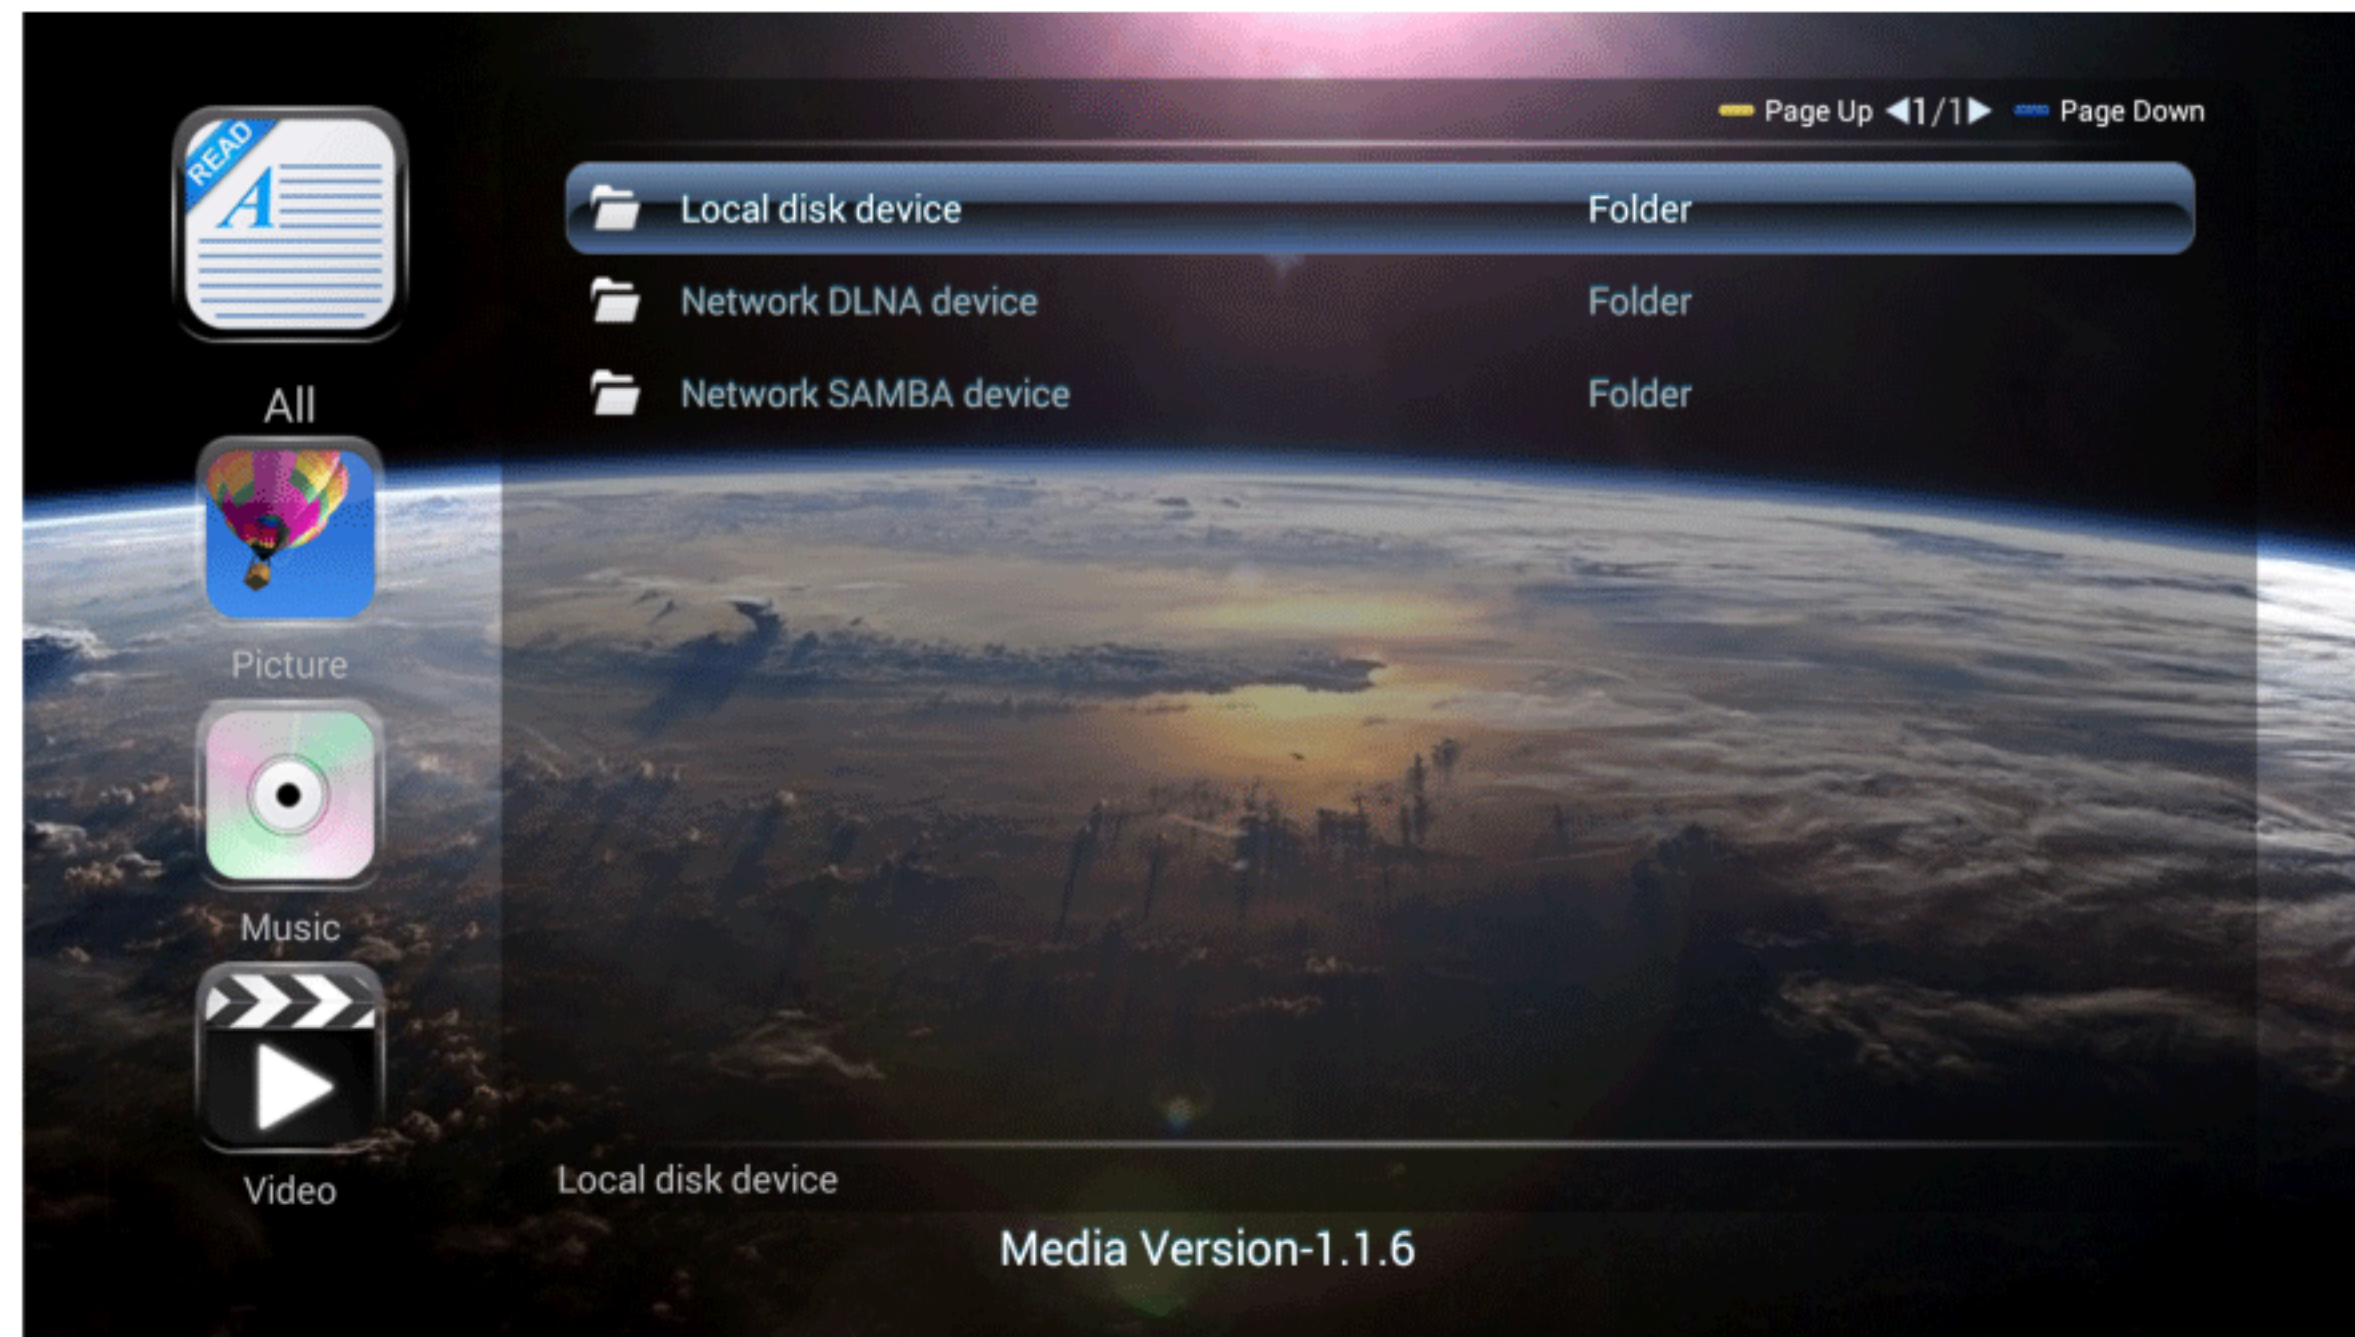 Page Up ◀1/1▶ Page Down
READ
A
All
Picture
Music
Video
Local disk device Folder
Network DLNA device Folder
Network SAMBA device Folder
Local disk device
Media Version-1.1.6